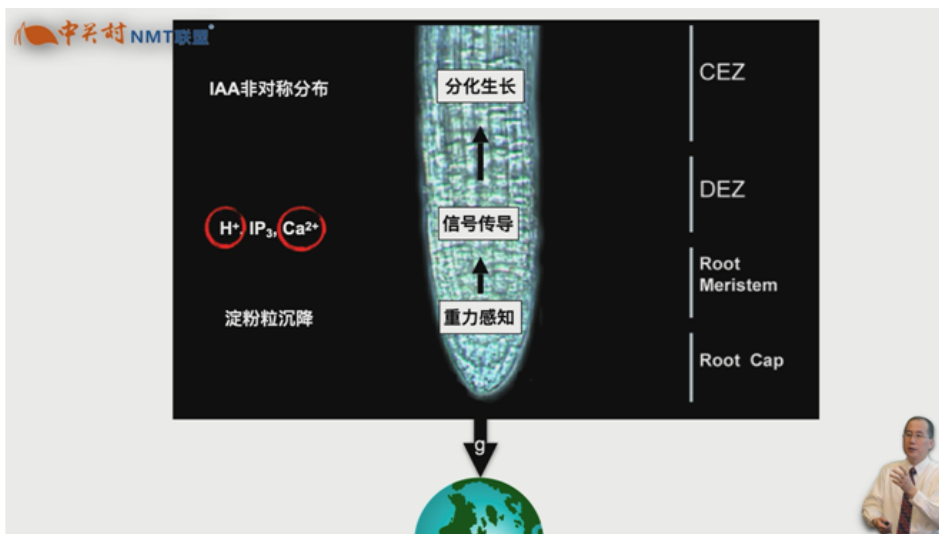 中关村 NMT联盟
IAA非对称分布
分化生长
CEZ
DEZ
H⁺, IP₃, Ca²⁺
信号传导
Root
Meristem
淀粉粒沉降
重力感知
Root Cap
g